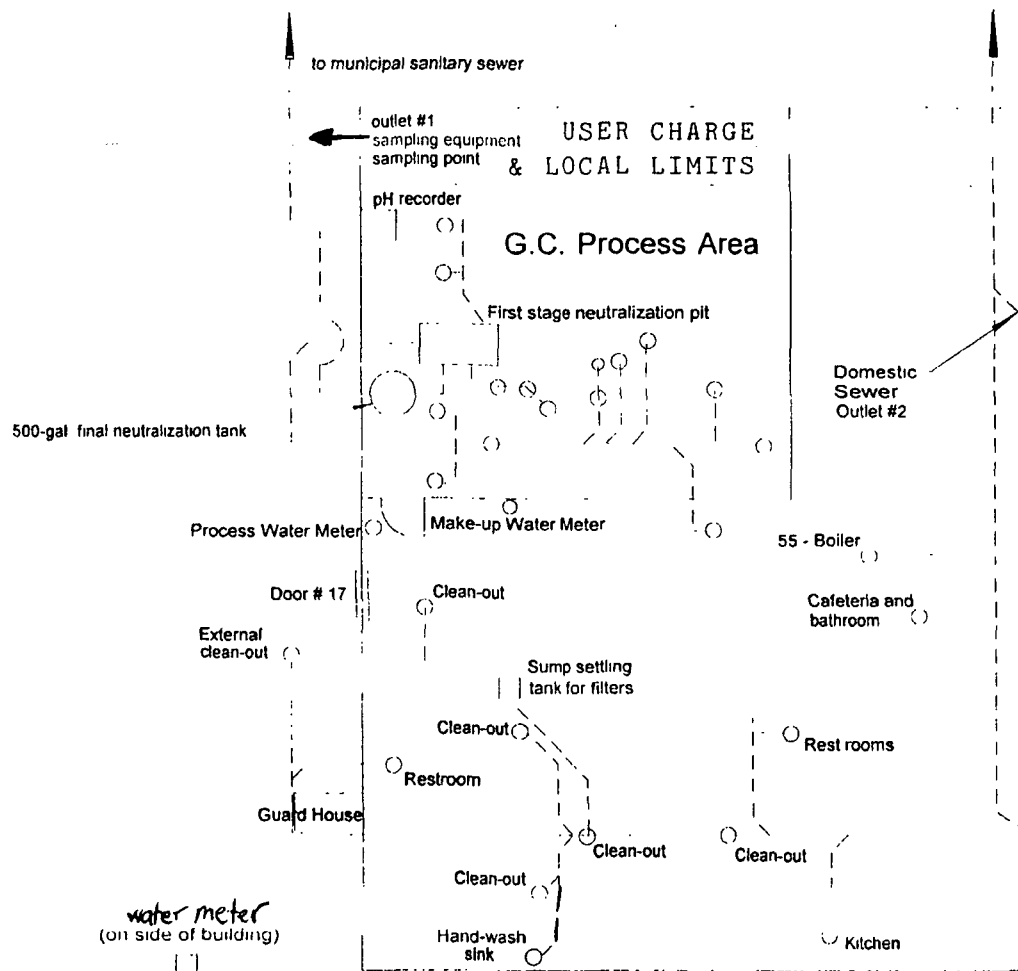 to municipal sanitary sewer
outlet #1
sampling equipment
sampling point
USER CHARGE
& LOCAL LIMITS
pH recorder
G.C. Process Area
First stage neutralization pit
Domestic
Sewer
Outlet #2
500-gal final neutralization tank
Process Water Meter
Make-up Water Meter
55 - Boiler
Door # 17
Clean-out
Cafeteria and
bathroom
External
clean-out
Sump settling
tank for filters
Clean-out
Rest rooms
Restroom
Guard House
Clean-out
Clean-out
Clean-out
water meter
(on side of building)
Hand-wash
sink
Kitchen